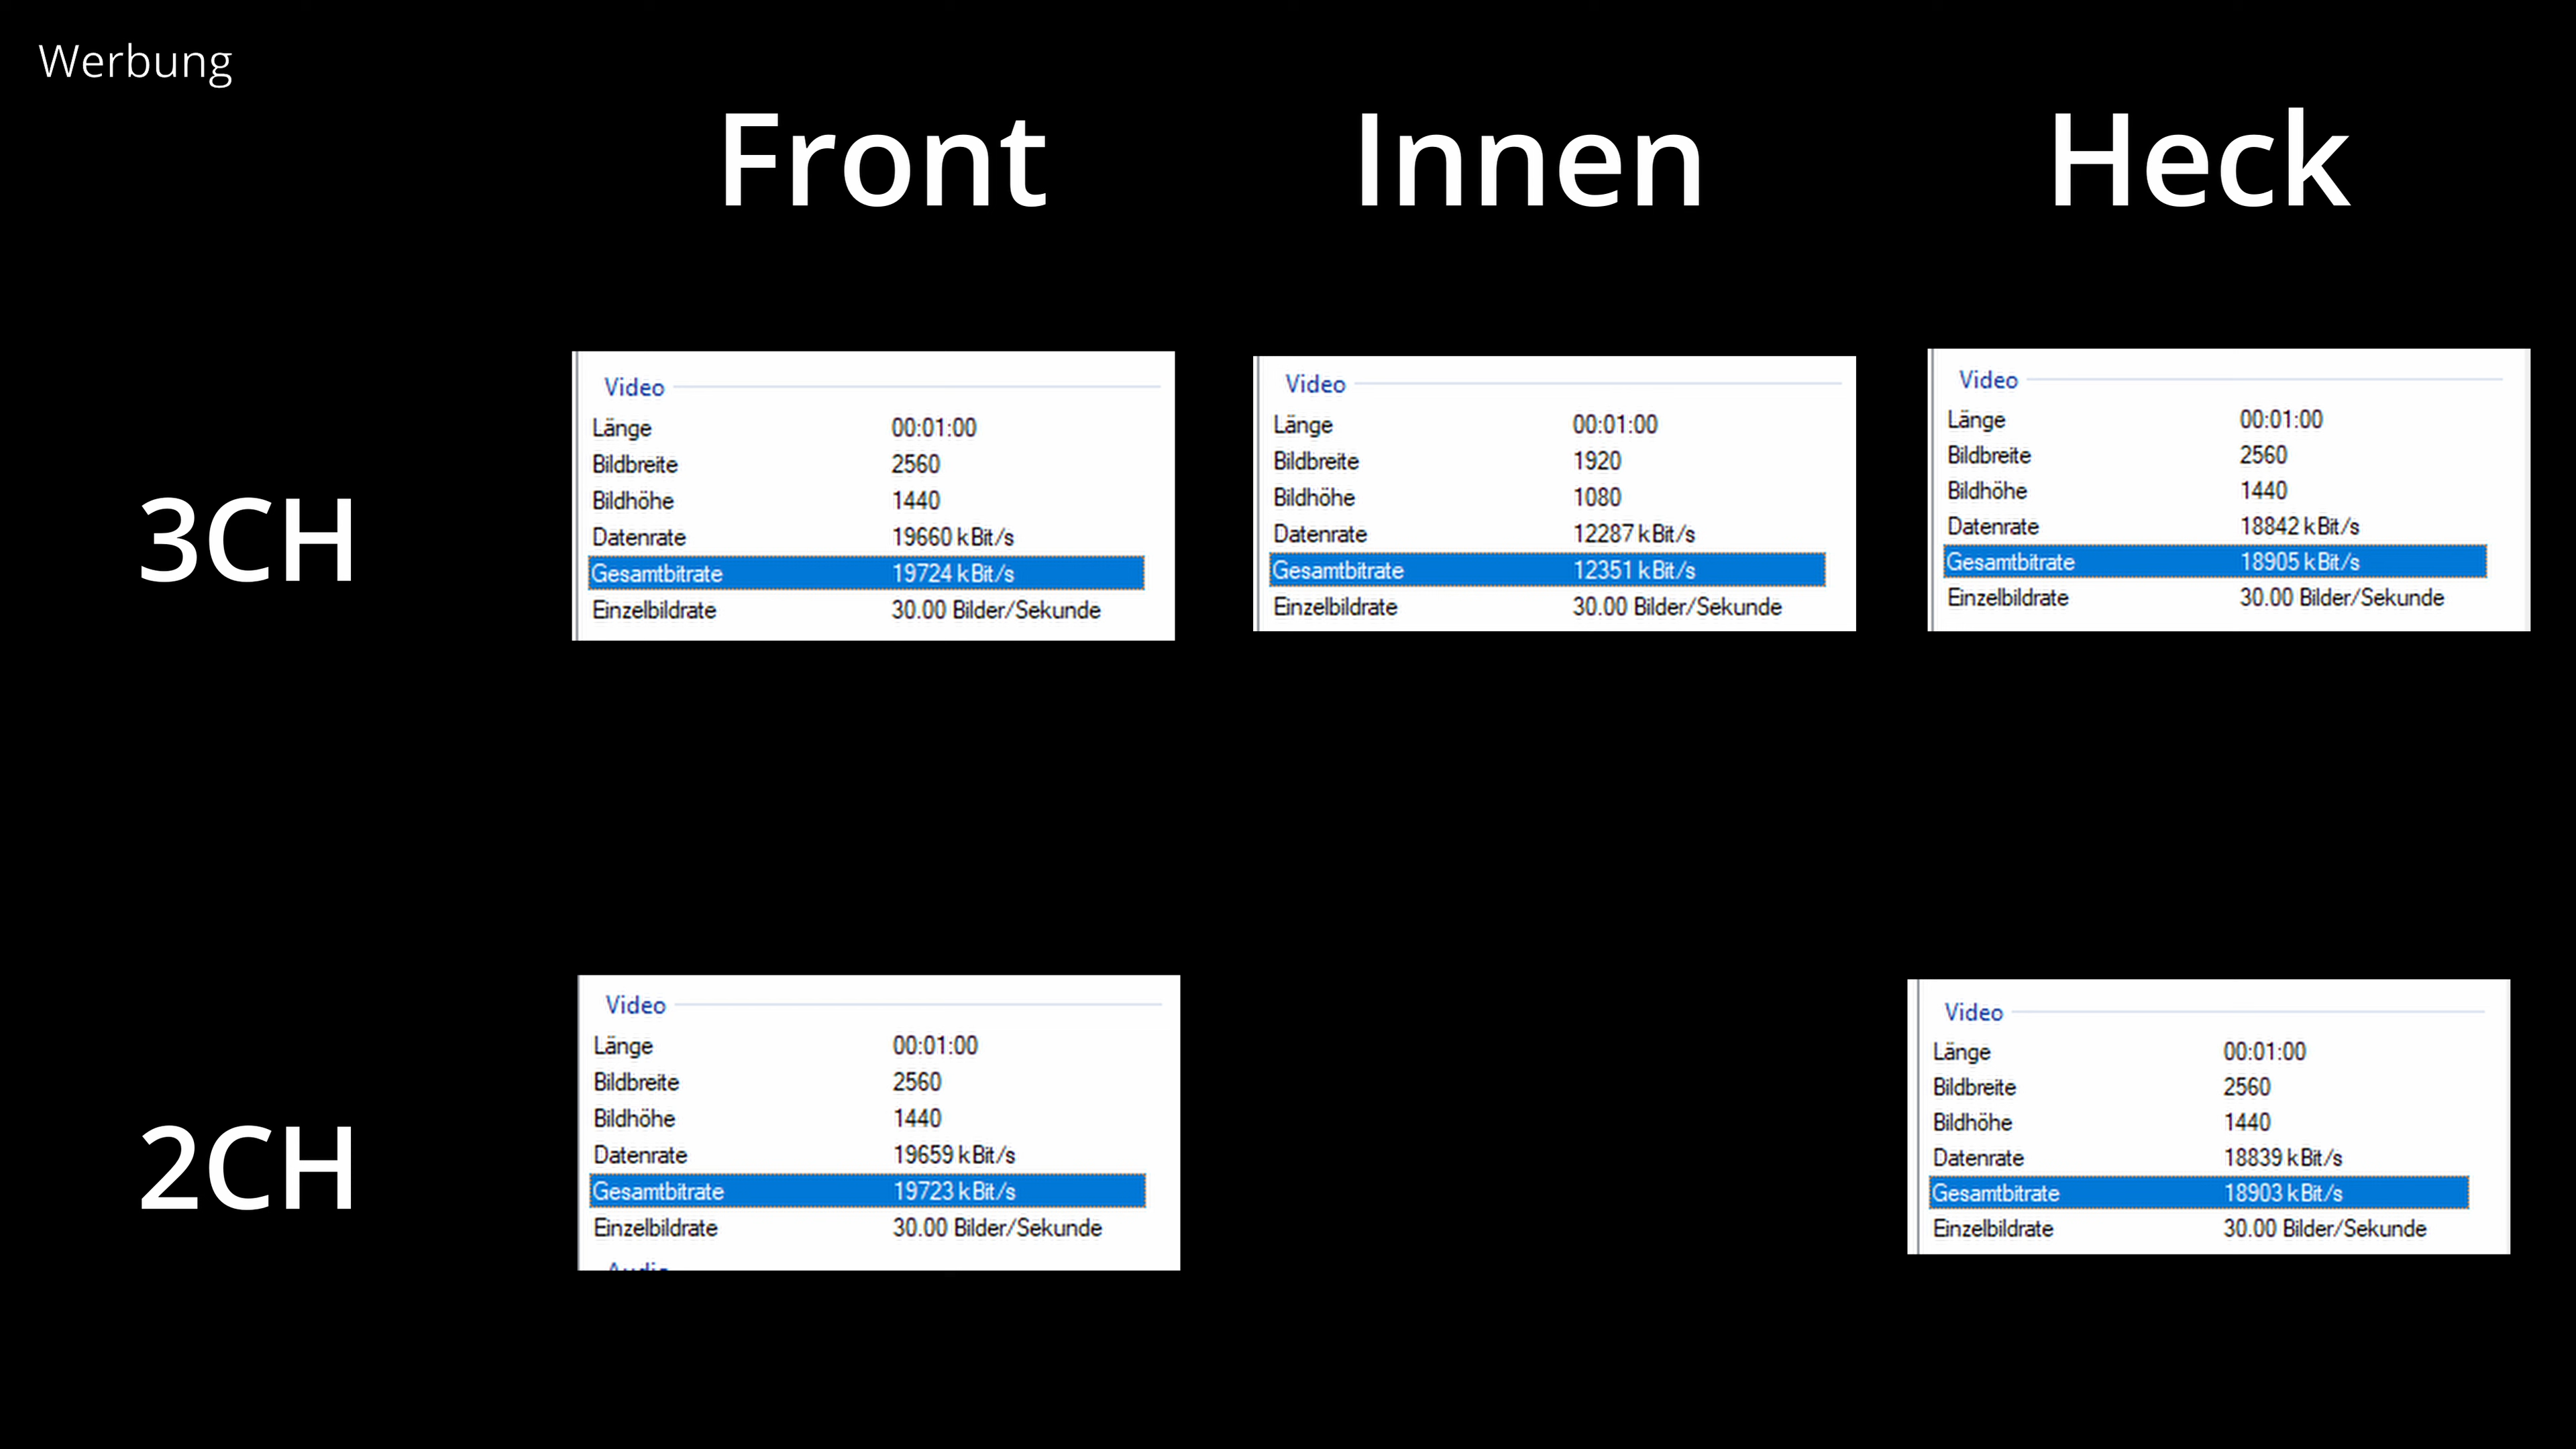 Werbung
Front
Innen
Heck
3CH
Video
Länge 00:01:00
Bildbreite 2560
Bildhöhe 1440
Datenrate 19660 kBit/s
Gesamtbitrate 19724 kBit/s
Einzelbildrate 30.00 Bilder/Sekunde
Video
Länge 00:01:00
Bildbreite 1920
Bildhöhe 1080
Datenrate 12287 kBit/s
Gesamtbitrate 12351 kBit/s
Einzelbildrate 30.00 Bilder/Sekunde
Video
Länge 00:01:00
Bildbreite 2560
Bildhöhe 1440
Datenrate 18842 kBit/s
Gesamtbitrate 18905 kBit/s
Einzelbildrate 30.00 Bilder/Sekunde
2CH
Video
Länge 00:01:00
Bildbreite 2560
Bildhöhe 1440
Datenrate 19659 kBit/s
Gesamtbitrate 19723 kBit/s
Einzelbildrate 30.00 Bilder/Sekunde
Audio
Video
Länge 00:01:00
Bildbreite 2560
Bildhöhe 1440
Datenrate 18839 kBit/s
Gesamtbitrate 18903 kBit/s
Einzelbildrate 30.00 Bilder/Sekunde